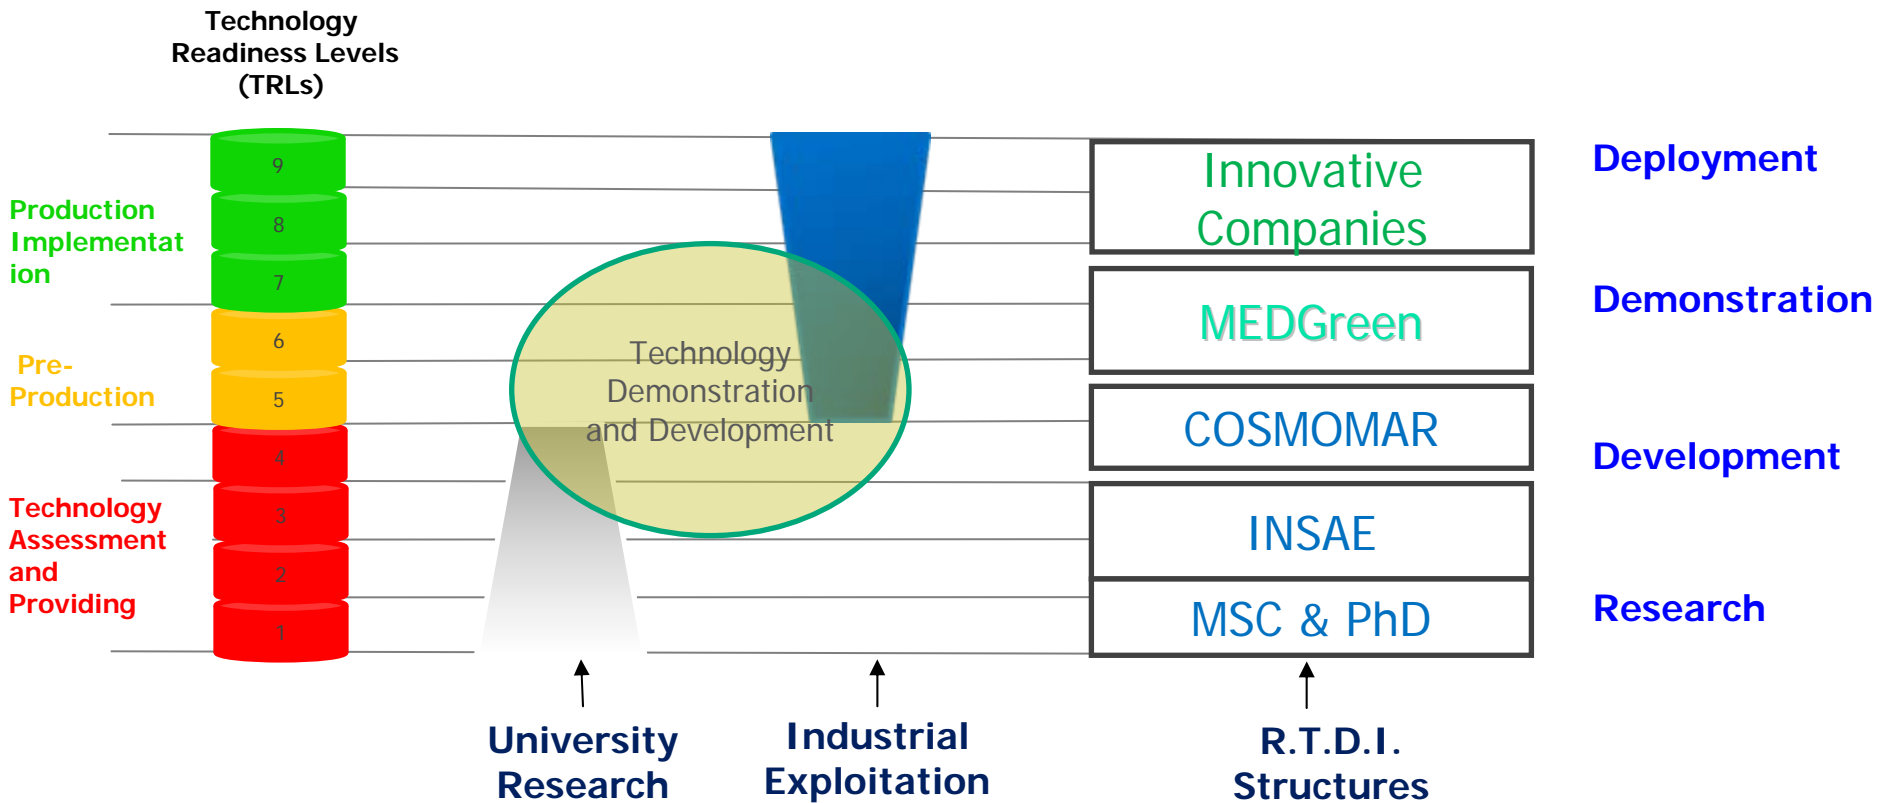 Technology
Readiness Levels
(TRLs)
9
8
7
6
5
4
3
2
1
Production
Implementat
ion
Pre-
Production
Technology
Assessment
and
Providing
Technology
Demonstration
and Development
Innovative
Companies
MEDGreen
COSMOMAR
INSAE
MSC & PhD
Deployment
Demonstration
Development
Research
University
Research
Industrial
Exploitation
R.T.D.I.
Structures